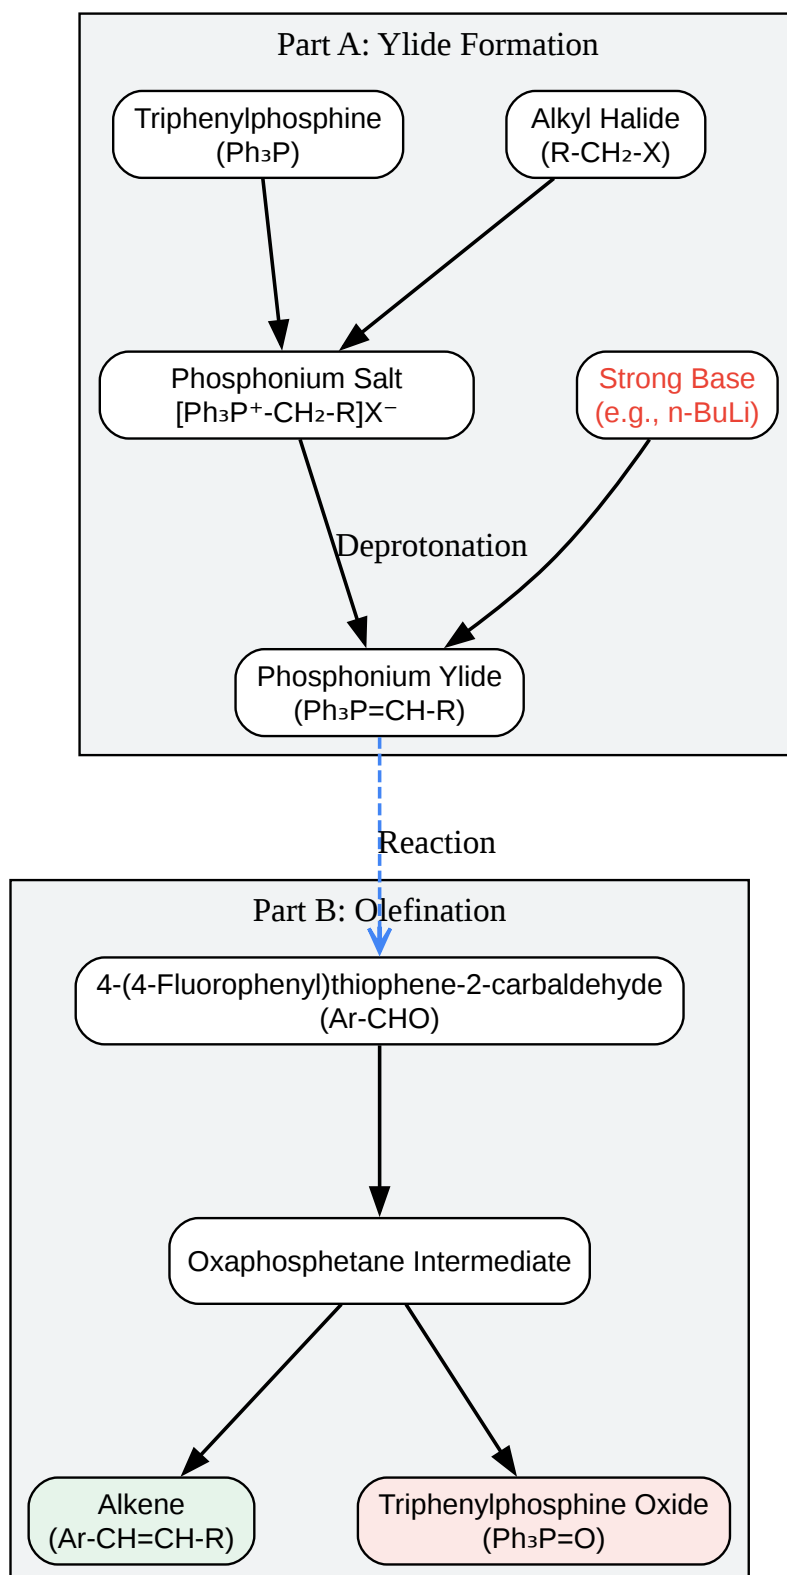 Part A: Ylide Formation
Triphenylphosphine
(Ph₃P)
Alkyl Halide
(R-CH₂-X)
Phosphonium Salt
[Ph₃P⁺-CH₂-R]X⁻
Strong Base
(e.g., n-BuLi)
Deprotonation
Phosphonium Ylide
(Ph₃P=CH-R)
Reaction
Part B: Olefination
4-(4-Fluorophenyl)thiophene-2-carbaldehyde
(Ar-CHO)
Oxaphosphetane Intermediate
Alkene
(Ar-CH=CH-R)
Triphenylphosphine Oxide
(Ph₃P=O)